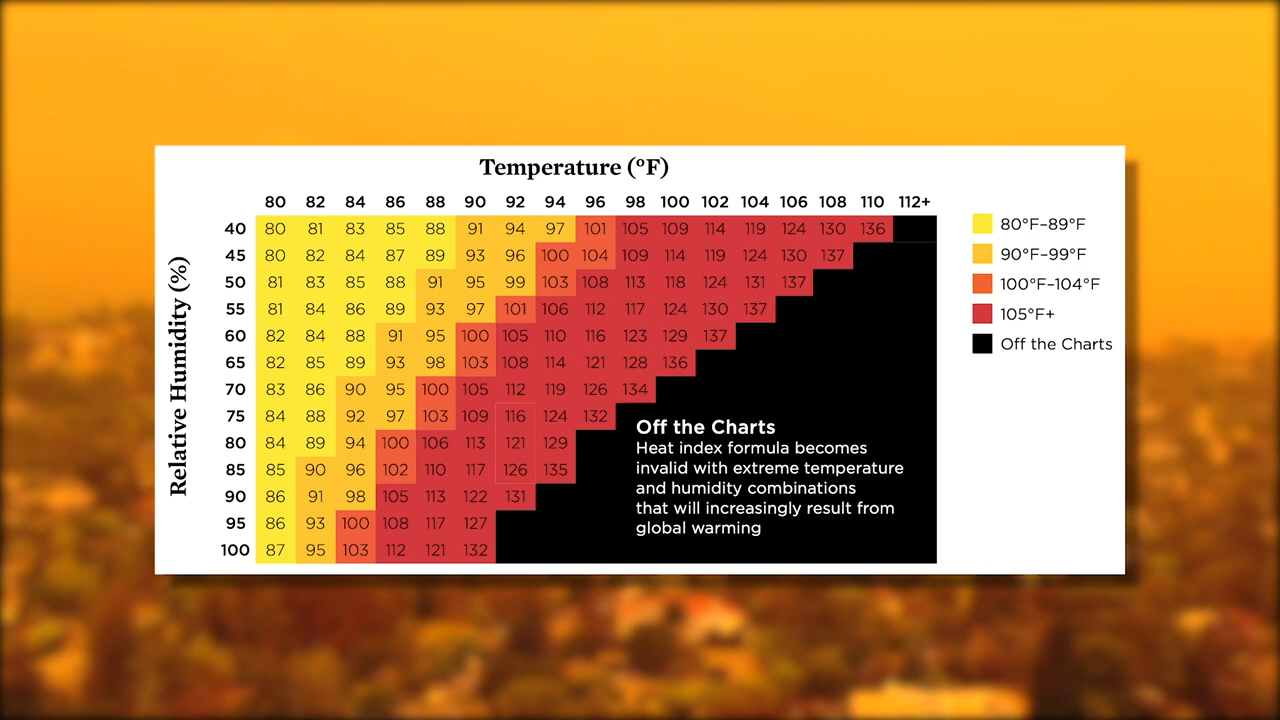 Temperature (°F)
80 82 84 86 88 90 92 94 96 98 100 102 104 106 108 110 112+
Relative Humidity (%)
40 80 81 83 85 88 91 94 97 101 105 109 114 119 124 130 136
45 80 82 84 87 89 93 96 100 104 109 114 119 124 130 137
50 81 83 85 88 91 95 99 103 108 113 118 124 131 137
55 81 84 86 89 93 97 101 106 112 117 124 130 137
60 82 84 88 91 95 100 105 110 116 123 129 137
65 82 85 89 93 98 103 108 114 121 128 136
70 83 86 90 95 100 105 112 119 126 134
75 84 88 92 97 103 109 116 124 132
80 84 89 94 100 106 113 121 129
85 85 90 96 102 110 117 126 135
90 86 91 98 105 113 122 131
95 86 93 100 108 117 127
100 87 95 103 112 121 132
Off the Charts
Heat index formula becomes
invalid with extreme temperature
and humidity combinations
that will increasingly result from
global warming
80°F–89°F
90°F–99°F
100°F–104°F
105°F+
Off the Charts